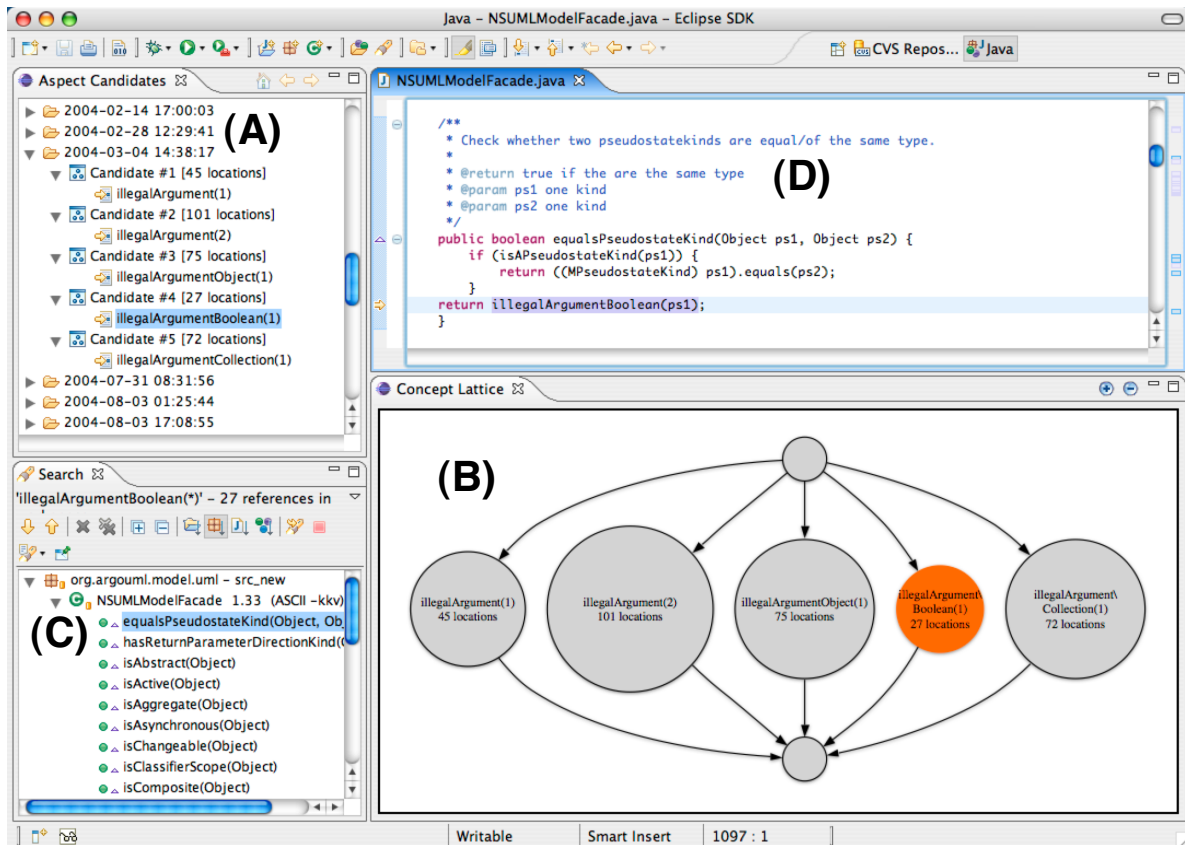 Java – NSUMLModelFacade.java – Eclipse SDK
CVS Repos... Java
Aspect Candidates
2004-02-14 17:00:03
2004-02-28 12:29:41
(A)
2004-03-04 14:38:17
Candidate #1 [45 locations]
illegalArgument(1)
Candidate #2 [101 locations]
illegalArgument(2)
Candidate #3 [75 locations]
illegalArgumentObject(1)
Candidate #4 [27 locations]
illegalArgumentBoolean(1)
Candidate #5 [72 locations]
illegalArgumentCollection(1)
2004-07-31 08:31:56
2004-08-03 01:25:44
2004-08-03 17:08:55
NSUMLModelFacade.java
/**
* Check whether two pseudostatekinds are equal/of the same type.
*
* @return true if the are the same type
* @param ps1 one kind
* @param ps2 one kind
*/
(D)
public boolean equalsPseudostateKind(Object ps1, Object ps2) {
if (isAPseudostateKind(ps1)) {
return ((MPseudostateKind) ps1).equals(ps2);
}
return illegalArgumentBoolean(ps1);
}
Search
'illegalArgumentBoolean(*)' – 27 references in
org.argouml.model.uml – src_new
NSUMLModelFacade 1.33 (ASCII -kkv)
(C)
equalsPseudostateKind(Object, Ob
hasReturnParameterDirectionKind(
isAbstract(Object)
isActive(Object)
isAggregate(Object)
isAsynchronous(Object)
isChangeable(Object)
isClassifierScope(Object)
isComposite(Object)
Concept Lattice
(B)
illegalArgument(1)
45 locations
illegalArgument(2)
101 locations
illegalArgumentObject(1)
75 locations
illegalArgument\
Boolean(1)
27 locations
illegalArgument\
Collection(1)
72 locations
Writable
Smart Insert
1097 : 1